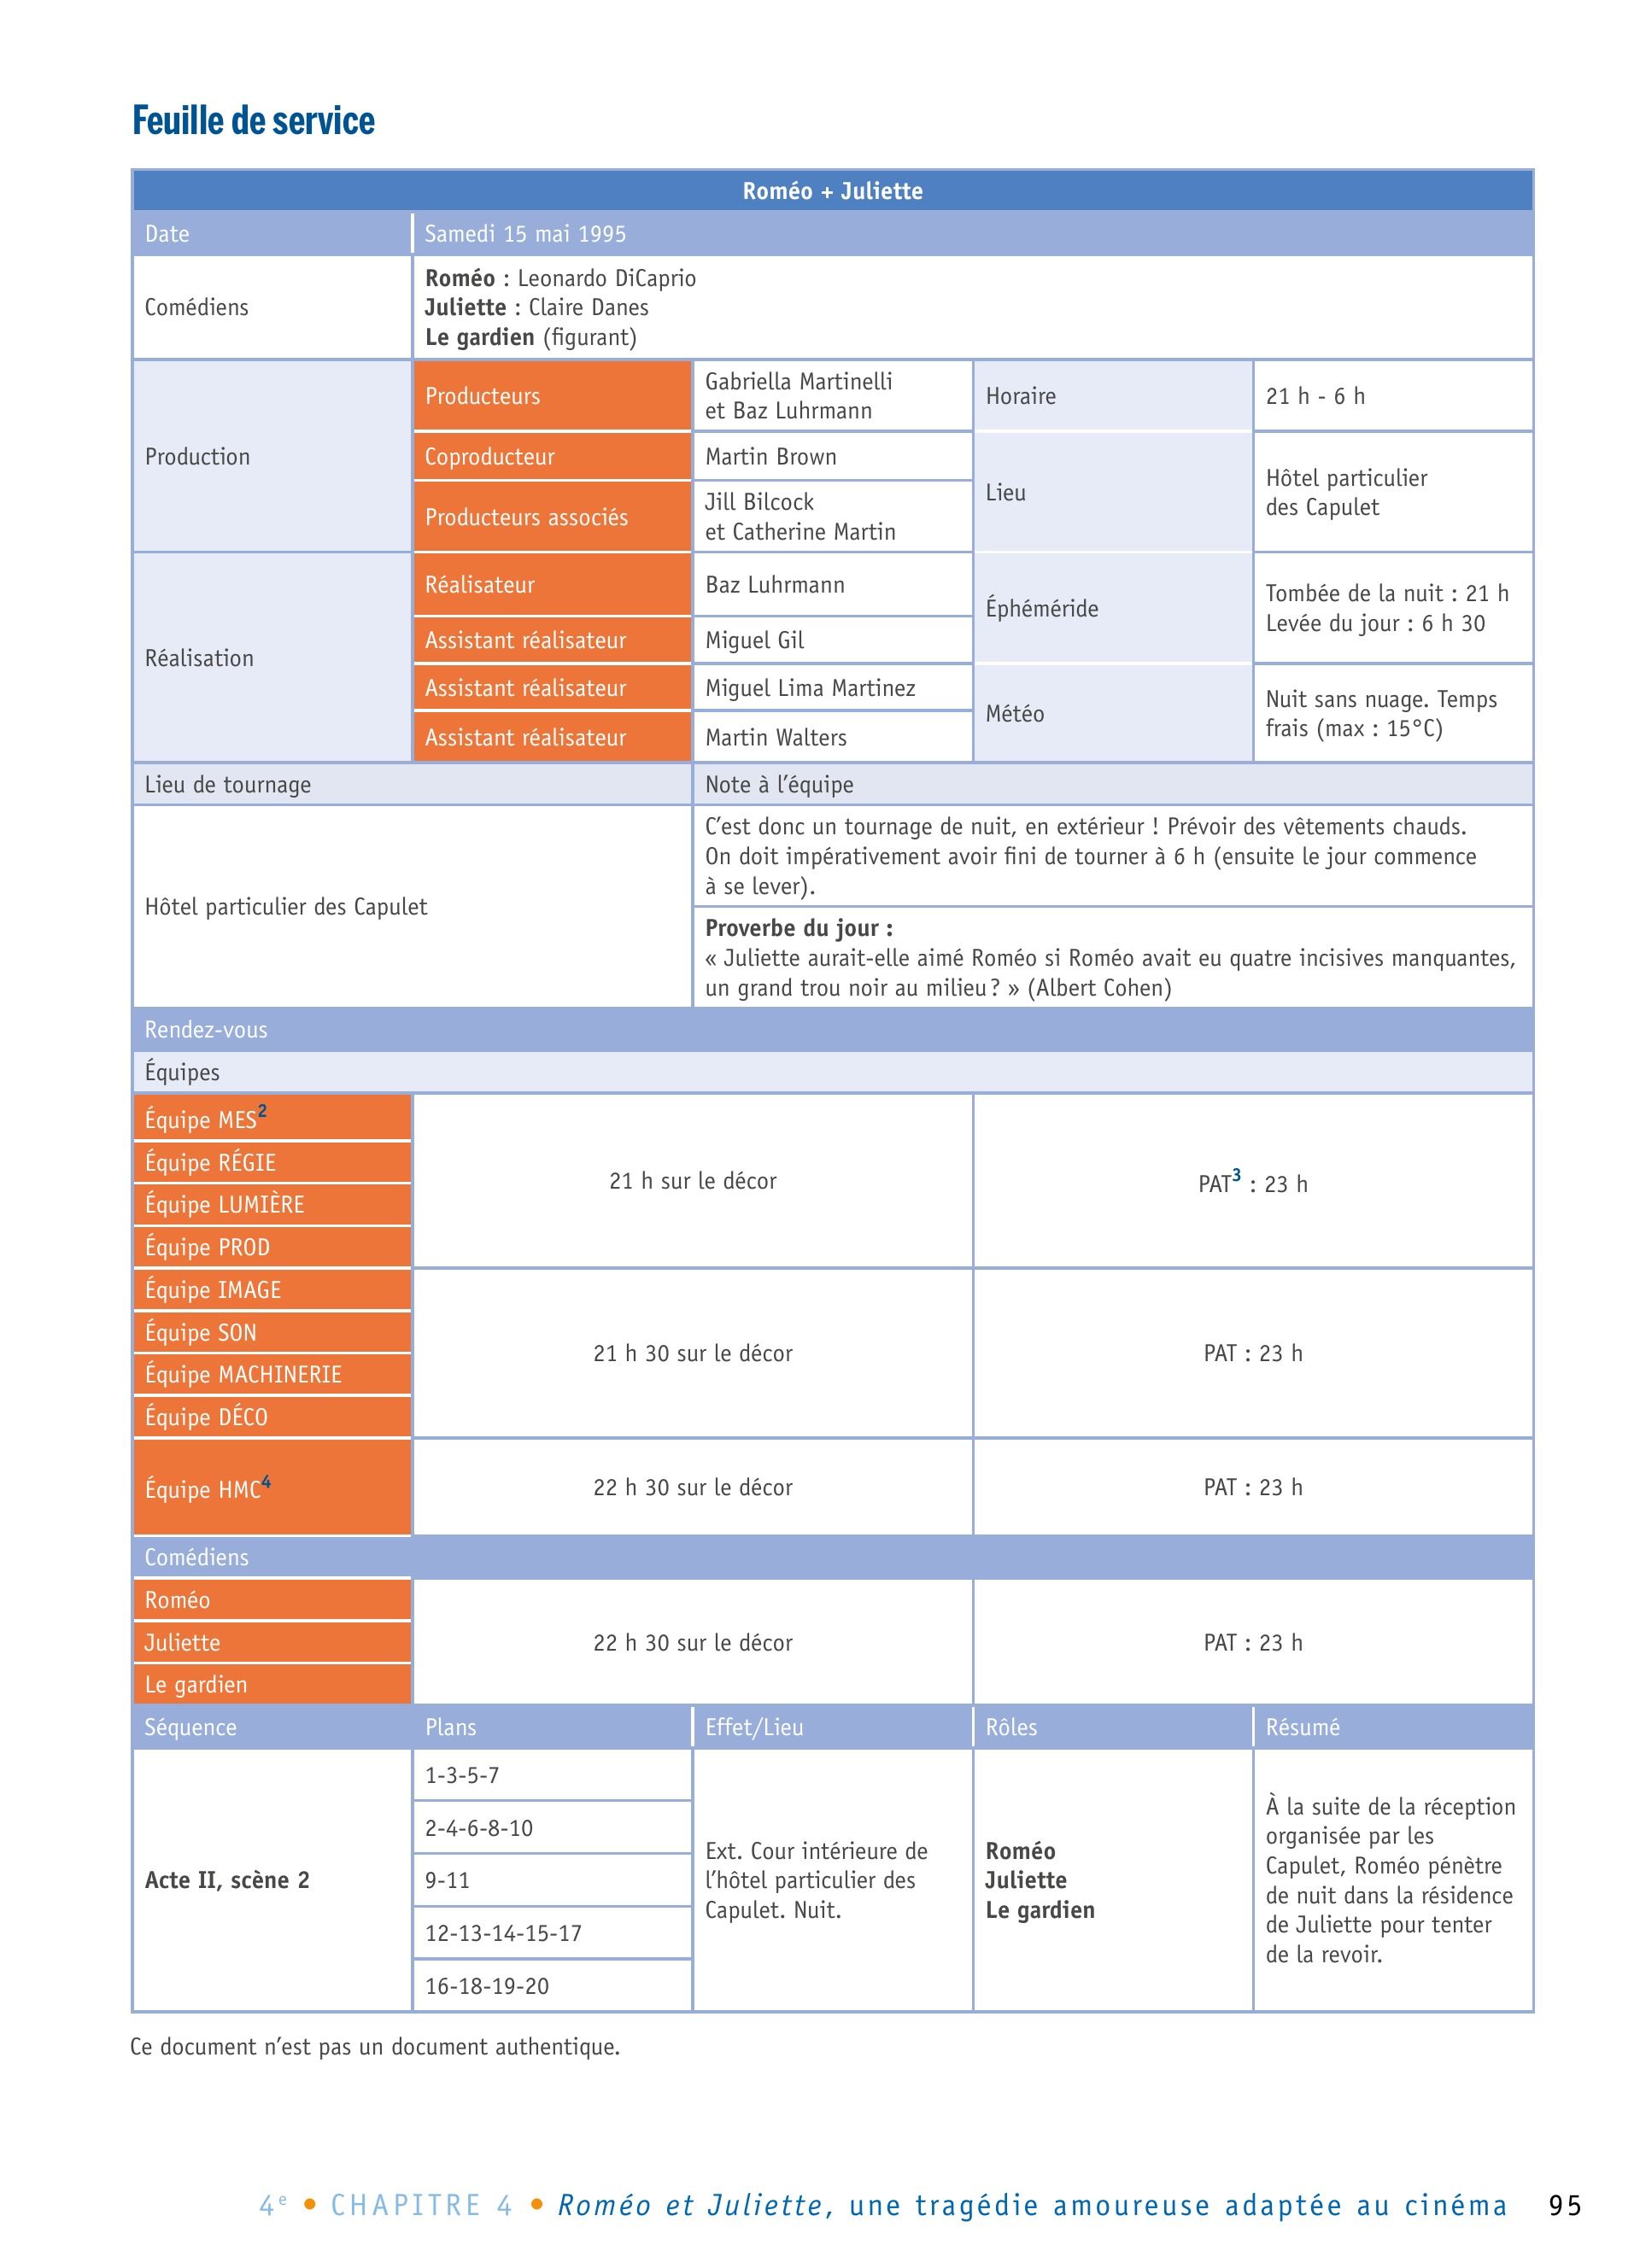 Feuille de service
Roméo + Juliette
Date
Samedi 15 mai 1995
Comédiens
Roméo : Leonardo DiCaprio
Juliette : Claire Danes
Le gardien (figurant)
Production
Producteurs
Gabriella Martinelli
et Baz Luhrmann
Horaire
21 h - 6 h
Coproducteur
Martin Brown
Lieu
Hôtel particulier
des Capulet
Producteurs associés
Jill Bilcock
et Catherine Martin
Réalisation
Réalisateur
Baz Luhrmann
Éphéméride
Tombée de la nuit : 21 h
Levée du jour : 6 h 30
Assistant réalisateur
Miguel Gil
Assistant réalisateur
Miguel Lima Martinez
Météo
Nuit sans nuage. Temps
frais (max : 15°C)
Assistant réalisateur
Martin Walters
Lieu de tournage
Note à l’équipe
Hôtel particulier des Capulet
C’est donc un tournage de nuit, en extérieur ! Prévoir des vêtements chauds.
On doit impérativement avoir fini de tourner à 6 h (ensuite le jour commence
à se lever).
Proverbe du jour :
« Juliette aurait-elle aimé Roméo si Roméo avait eu quatre incisives manquantes,
un grand trou noir au milieu ? » (Albert Cohen)
Rendez-vous
Équipes
Équipe MES2
Équipe RÉGIE
Équipe LUMIÈRE
Équipe PROD
21 h sur le décor
PAT3 : 23 h
Équipe IMAGE
Équipe SON
Équipe MACHINERIE
Équipe DÉCO
21 h 30 sur le décor
PAT : 23 h
Équipe HMC4
22 h 30 sur le décor
PAT : 23 h
Comédiens
Roméo
Juliette
Le gardien
22 h 30 sur le décor
PAT : 23 h
Séquence
Plans
Effet/Lieu
Rôles
Résumé
Acte II, scène 2
1-3-5-7
2-4-6-8-10
9-11
12-13-14-15-17
16-18-19-20
Ext. Cour intérieure de
l’hôtel particulier des
Capulet. Nuit.
Roméo
Juliette
Le gardien
À la suite de la réception
organisée par les
Capulet, Roméo pénètre
de nuit dans la résidence
de Juliette pour tenter
de la revoir.
Ce document n’est pas un document authentique.
4e • CHAPITRE 4 • Roméo et Juliette, une tragédie amoureuse adaptée au cinéma 95